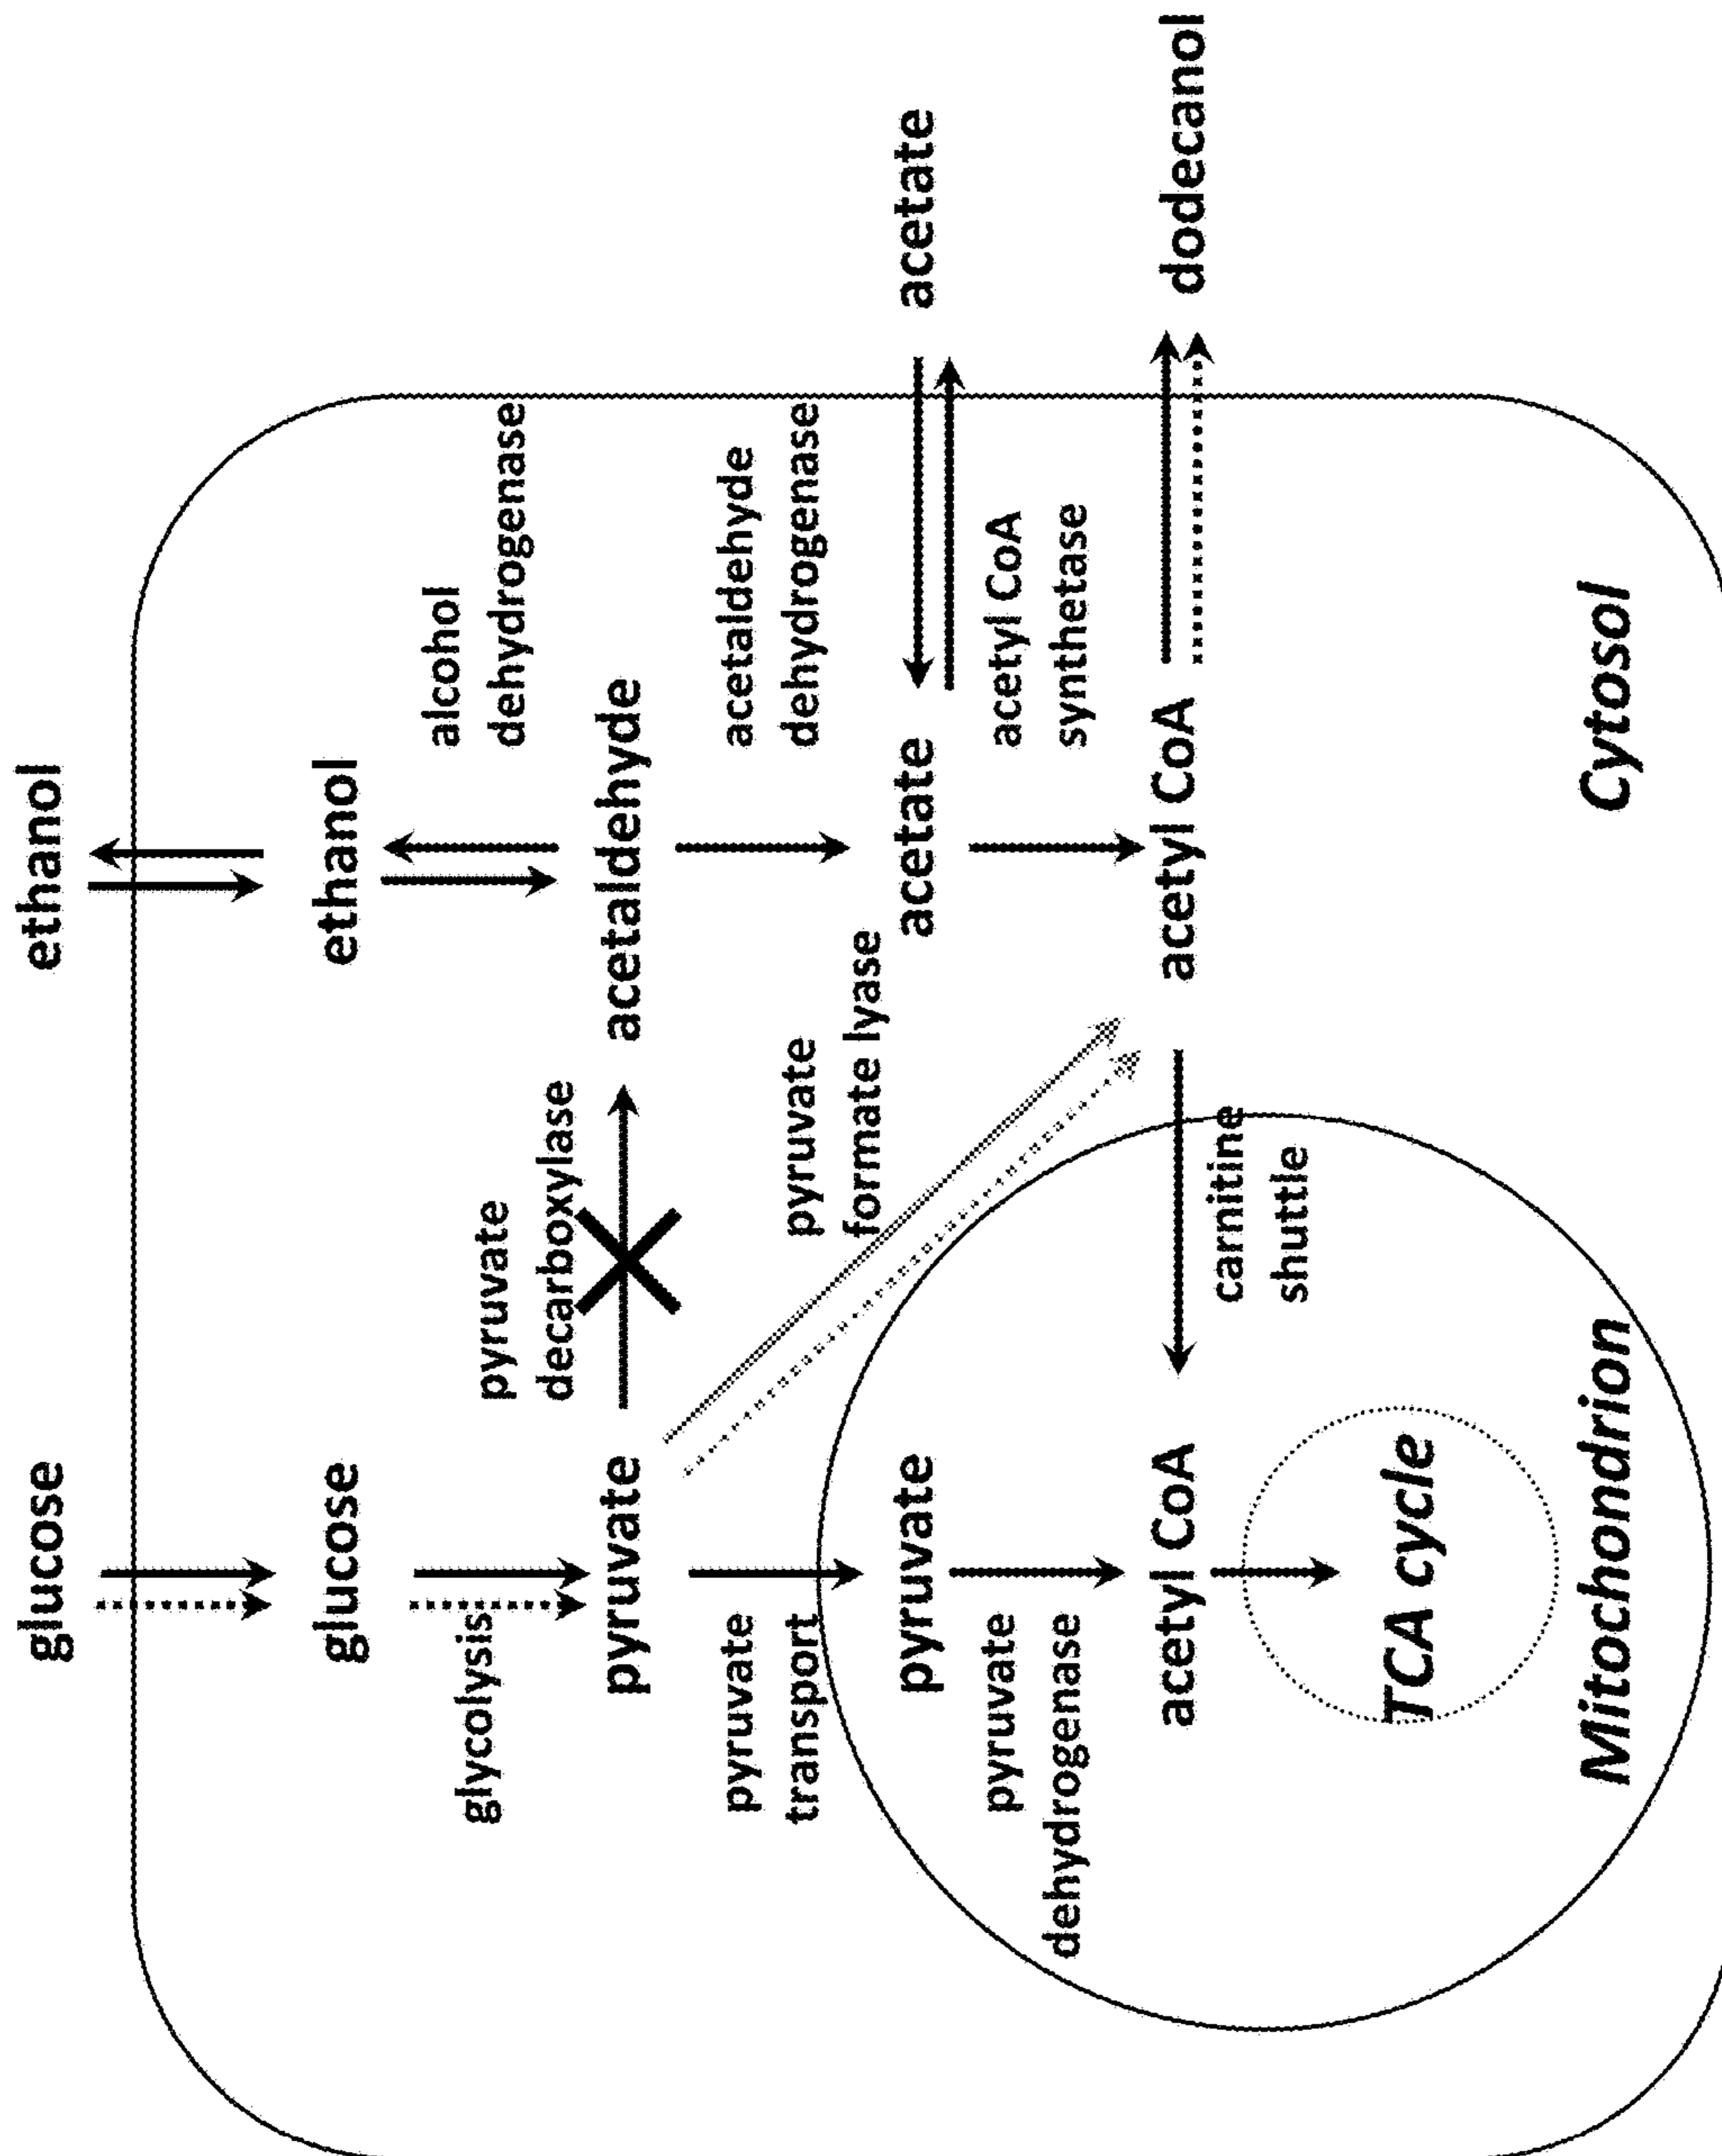 glucose
ethanol
glucose
ethanol
glycolysis
pyruvate
decarboxylase
alcohol
dehydrogenase
pyruvate
acetaldehyde
pyruvate
transport
pyruvate
formate lyase
acetaldehyde
dehydrogenase
pyruvate
acetate
acetate
pyruvate
dehydrogenase
acetyl CoA
synthetase
acetyl CoA
acetyl CoA
dodecanol
carnitine
shuttle
TCA cycle
Mitochondrion
Cytosol